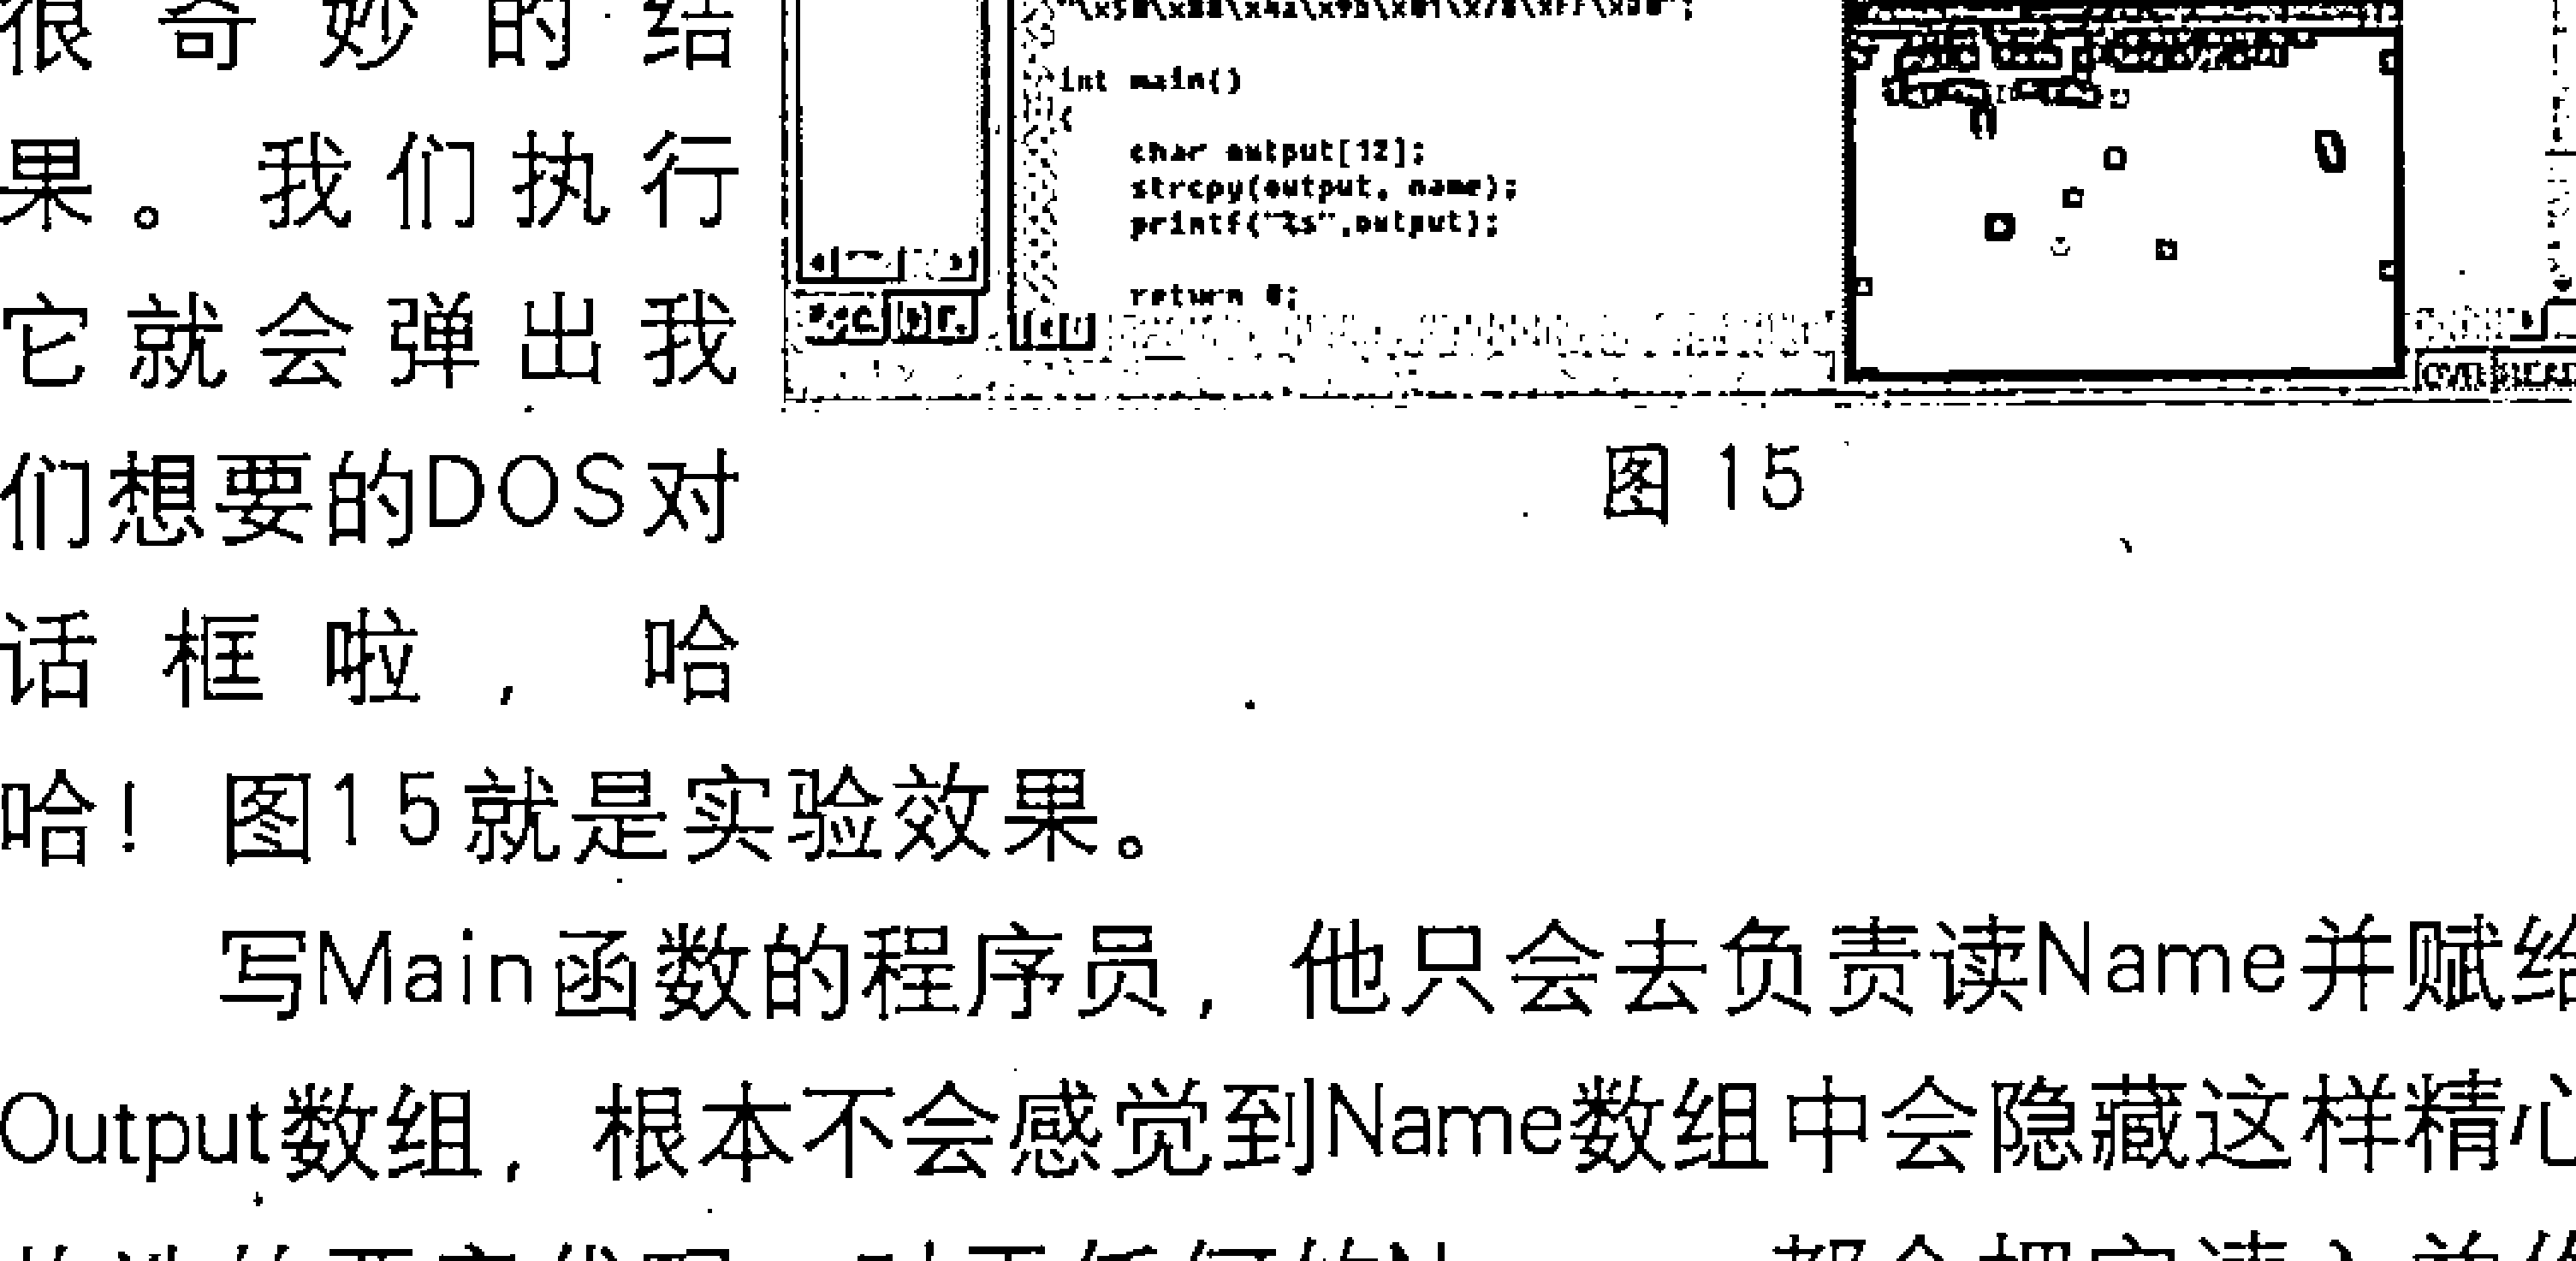 很奇妙的结
果。我们执行
它就会弹出我
们想要的DOS对
话框啦，哈
哈！图15就是实验效果。
int main()
{
char output[12];
strcpy(output, name);
printf("%s",output);
return 0;
图 15
写Main函数的程序员，他只会去负责读Name并赋给
Output数组，根本不会感觉到Name数组中会隐藏这样精心